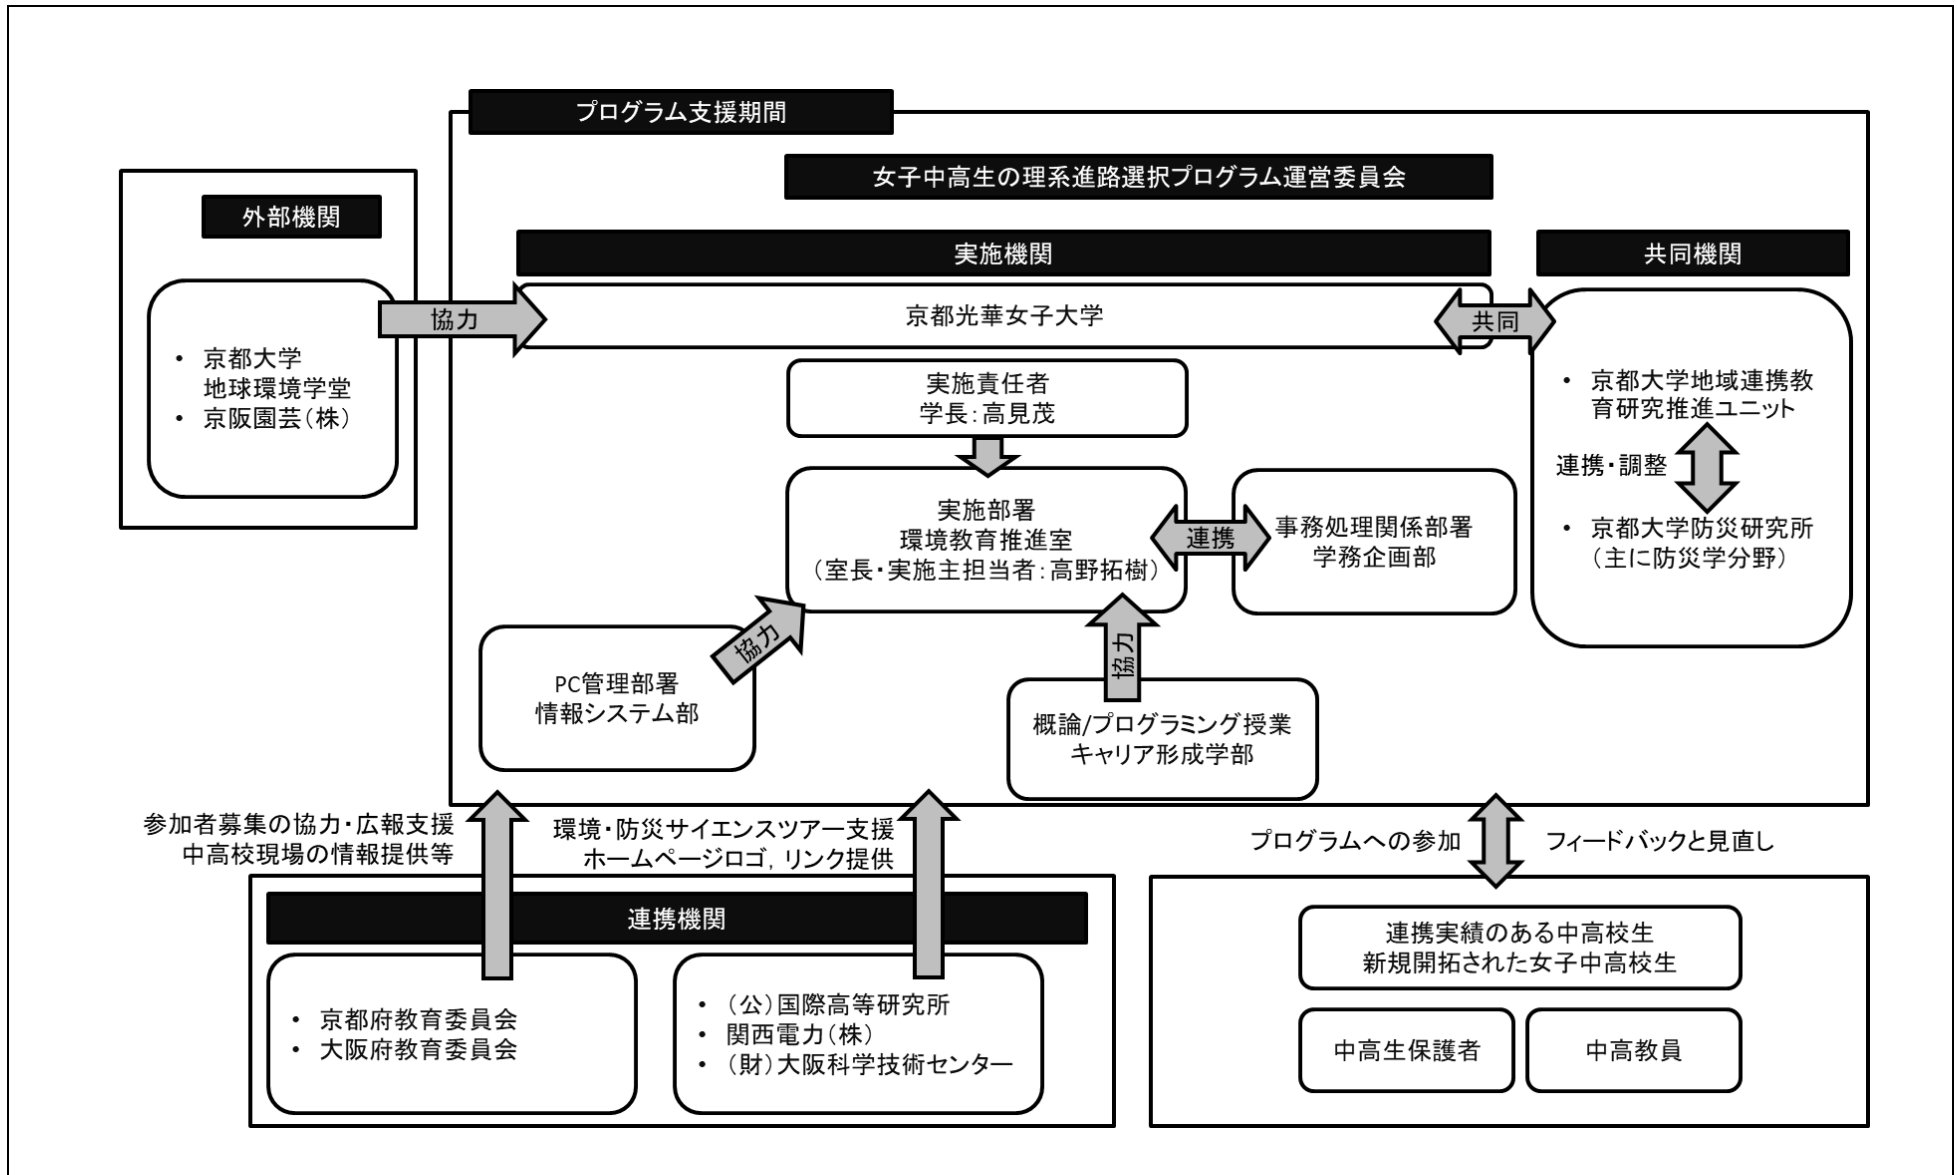 プログラム支援期間
女子中高生の理系進路選択プログラム運営委員会
外部機関
実施機関
共同機関
・京都大学
地球環境学堂
・京阪園芸(株)
協力
京都光華女子大学
共同
実施責任者
学長:高見茂
・京都大学地域連携教
育研究推進ユニット
連携・調整
・京都大学防災研究所
(主に防災学分野)
実施部署
環境教育推進室
(室長・実施主担当者:高野拓樹)
連携
事務処理関係部署
学務企画部
協力
協力
PC管理部署
情報システム部
概論/プログラミング授業
キャリア形成学部
参加者募集の協力・広報支援
中高校現場の情報提供等
環境・防災サイエンスツアー支援
ホームページロゴ,リンク提供
プログラムへの参加
フィードバックと見直し
連携機関
・京都府教育委員会
・大阪府教育委員会
・(公)国際高等研究所
・関西電力(株)
・(財)大阪科学技術センター
連携実績のある中高校生
新規開拓された女子中高校生
中高生保護者
中高教員